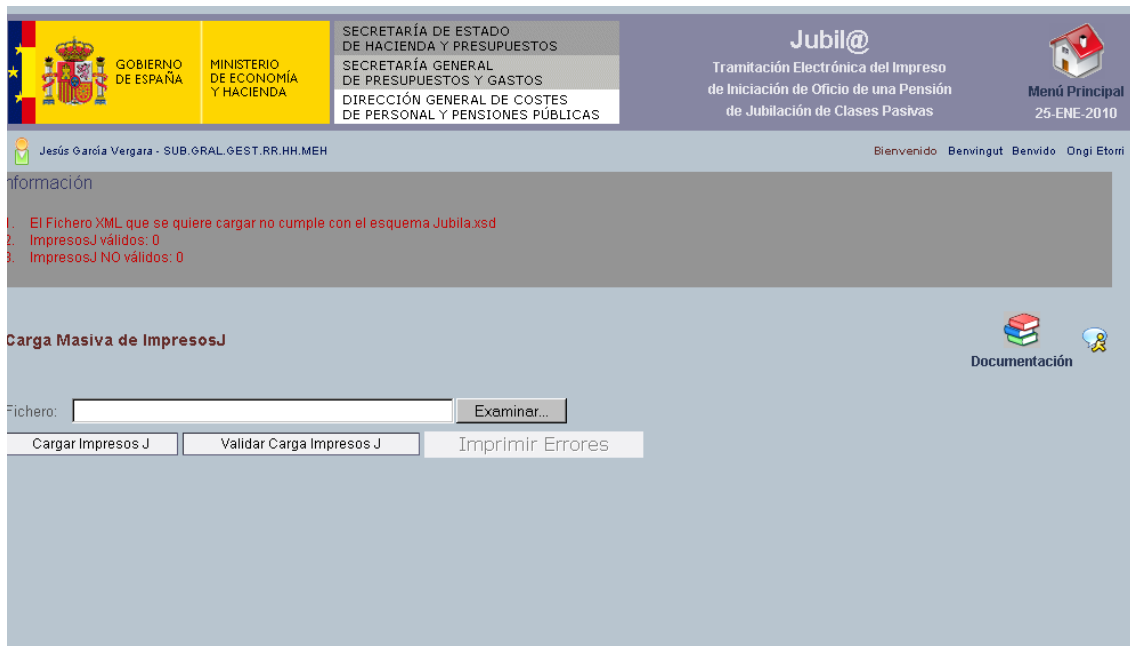 GOBIERNO
DE ESPAÑA
MINISTERIO
DE ECONOMÍA
Y HACIENDA
SECRETARÍA DE ESTADO
DE HACIENDA Y PRESUPUESTOS
SECRETARÍA GENERAL
DE PRESUPUESTOS Y GASTOS
DIRECCIÓN GENERAL DE COSTES
DE PERSONAL Y PENSIONES PÚBLICAS
Jubil@
Tramitación Electrónica del Impreso
de Iniciación de Oficio de una Pensión
de Jubilación de Clases Pasivas
Menú Principal
25-ENE-2010
Jesús García Vergara - SUB.GRAL.GEST.RR.HH.MEH
Bienvenido Benvingut Benvido Ongi Etorri
nformación
1. El Fichero XML que se quiere cargar no cumple con el esquema Jubila.xsd
2. ImpresosJ válidos: 0
3. ImpresosJ NO válidos: 0
Carga Masiva de ImpresosJ
Documentación
Fichero: Examinar...
Cargar Impresos J Validar Carga Impresos J Imprimir Errores